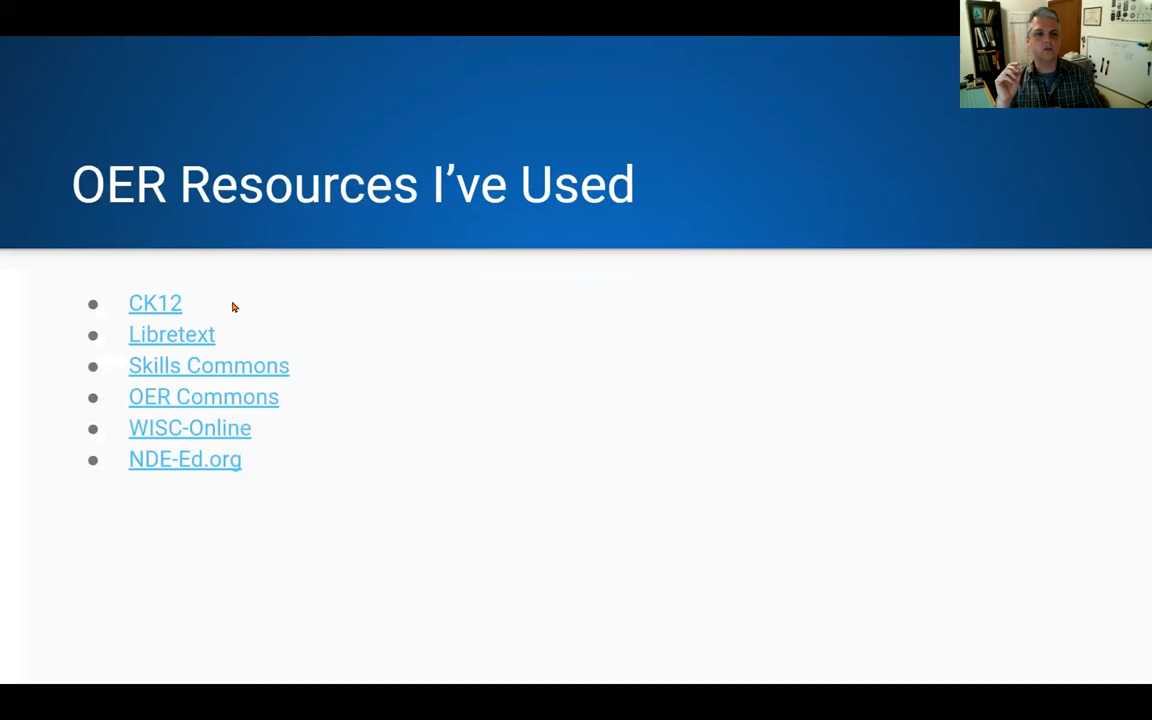 OER Resources I’ve Used
CK12
Libretext
Skills Commons
OER Commons
WISC-Online
NDE-Ed.org